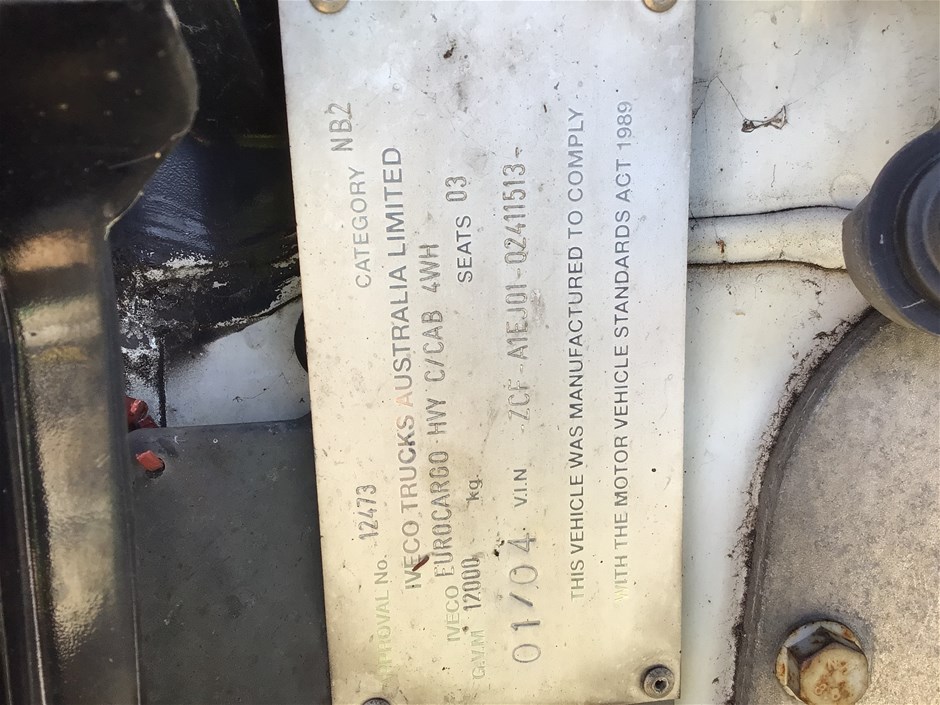 APPROVAL No. 12473 CATEGORY NB2
IVECO TRUCKS AUSTRALIA LIMITED
IVECO EUROCARGO HVY C/CAB 4WH
G.V.M 12000 kg. SEATS 03
01/04 V.I.N ZCF A1EJ01-Q2411513-
THIS VEHICLE WAS MANUFACTURED TO COMPLY
WITH THE MOTOR VEHICLE STANDARDS ACT 1989